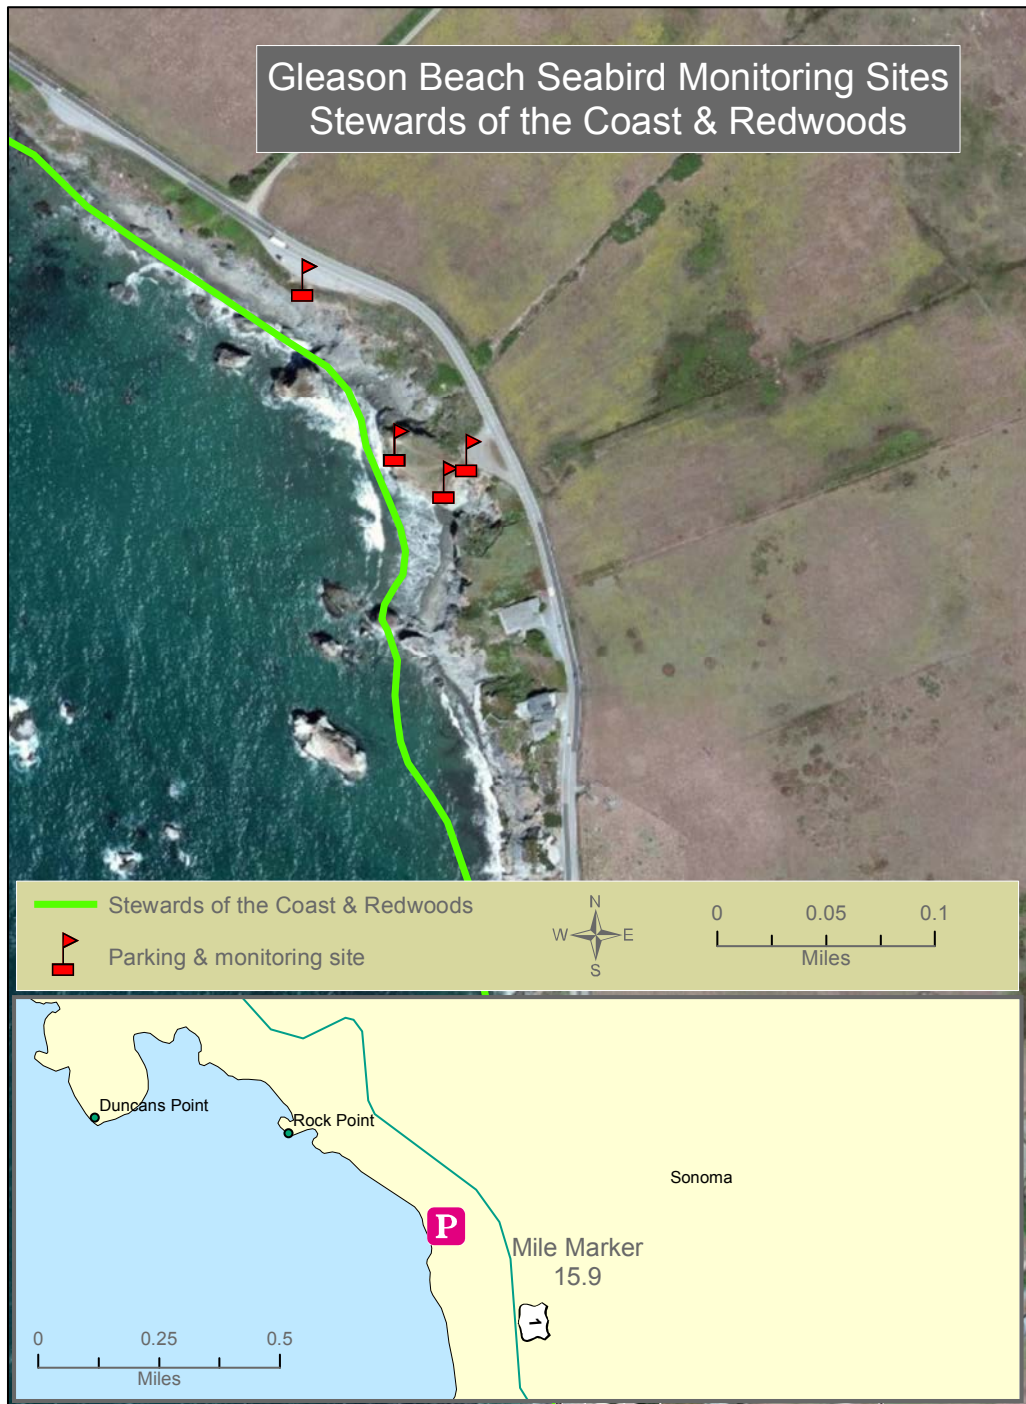 Gleason Beach Seabird Monitoring Sites
Stewards of the Coast & Redwoods
Stewards of the Coast & Redwoods
Parking & monitoring site
N
W E
S
0 0.05 0.1
Miles
Duncans Point
Rock Point
Sonoma
P
Mile Marker
15.9
1
0 0.25 0.5
Miles